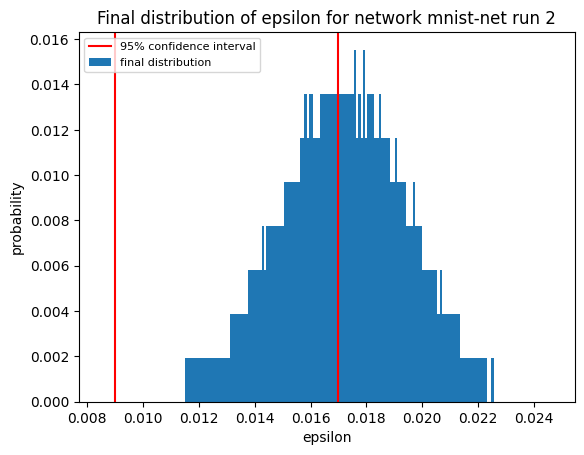 Final distribution of epsilon for network mnist-net run 2
95% confidence interval
final distribution
probability
0.016
0.014
0.012
0.010
0.008
0.006
0.004
0.002
0.000
0.008 0.010 0.012 0.014 0.016 0.018 0.020 0.022 0.024
epsilon